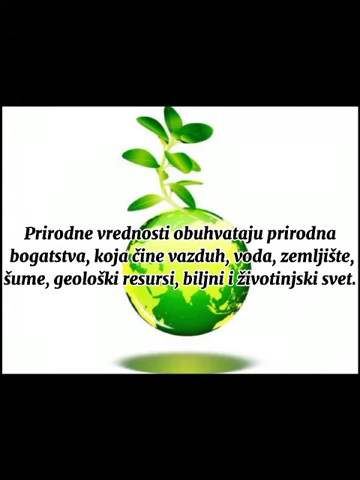 Prirodne vrednosti obuhvataju prirodna
bogatstva, koja čine vazduh, voda, zemljište,
šume, geološki resursi, biljni i životinjski svet.